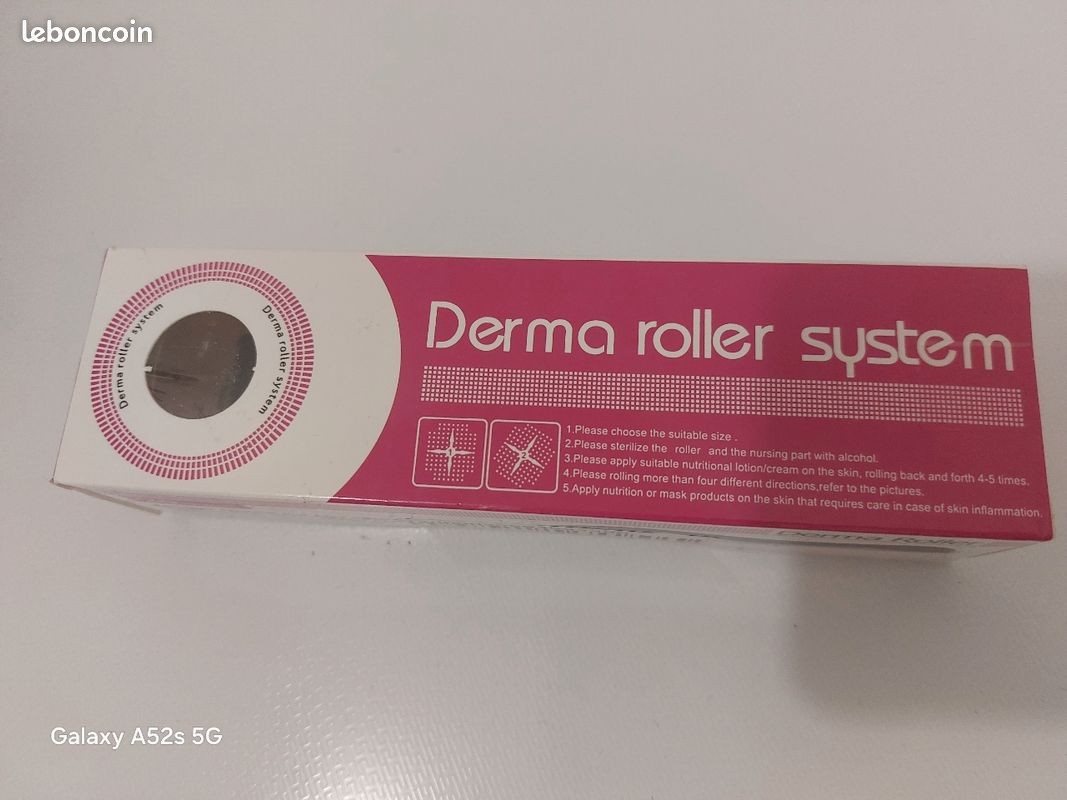 leboncoin
Derma roller system
Derma roller system
Derma roller system
1.Please choose the suitable size .
2.Please sterilize the roller and the nursing part with alcohol.
3.Please apply suitable nutritional lotion/cream on the skin, rolling back and forth 4-5 times.
4.Please rolling more than four different directions,refer to the pictures.
5.Apply nutrition or mask products on the skin that requires care in case of skin inflammation.
Derma Roller
Galaxy A52s 5G